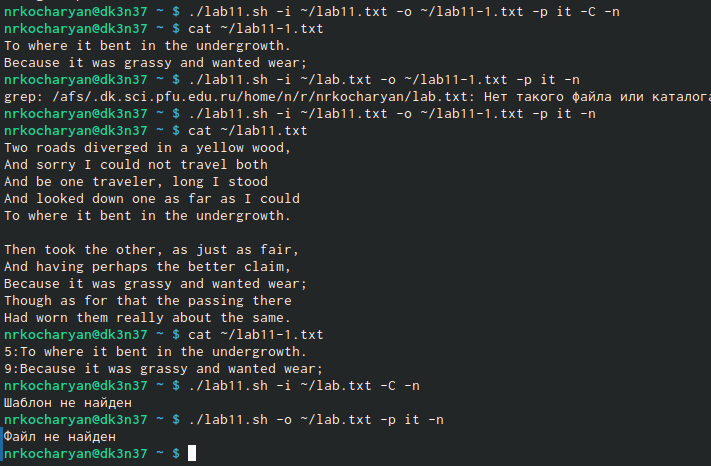 nrkocharyan@dk3n37 ~ $ ./lab11.sh -i ~/lab11.txt -o ~/lab11-1.txt -p it -C -n
nrkocharyan@dk3n37 ~ $ cat ~/lab11-1.txt
To where it bent in the undergrowth.
Because it was grassy and wanted wear;
nrkocharyan@dk3n37 ~ $ ./lab11.sh -i ~/lab.txt -o ~/lab11-1.txt -p it -n
grep: /afs/.dk.sci.pfu.edu.ru/home/n/r/nrkocharyan/lab.txt: Нет такого файла или каталога
nrkocharyan@dk3n37 ~ $ ./lab11.sh -i ~/lab11.txt -o ~/lab11-1.txt -p it -n
nrkocharyan@dk3n37 ~ $ cat ~/lab11.txt
Two roads diverged in a yellow wood,
And sorry I could not travel both
And be one traveler, long I stood
And looked down one as far as I could
To where it bent in the undergrowth.

Then took the other, as just as fair,
And having perhaps the better claim,
Because it was grassy and wanted wear;
Though as for that the passing there
Had worn them really about the same.
nrkocharyan@dk3n37 ~ $ cat ~/lab11-1.txt
5:To where it bent in the undergrowth.
9:Because it was grassy and wanted wear;
nrkocharyan@dk3n37 ~ $ ./lab11.sh -i ~/lab.txt -C -n
Шаблон не найден
nrkocharyan@dk3n37 ~ $ ./lab11.sh -o ~/lab.txt -p it -n
Файл не найден
nrkocharyan@dk3n37 ~ $